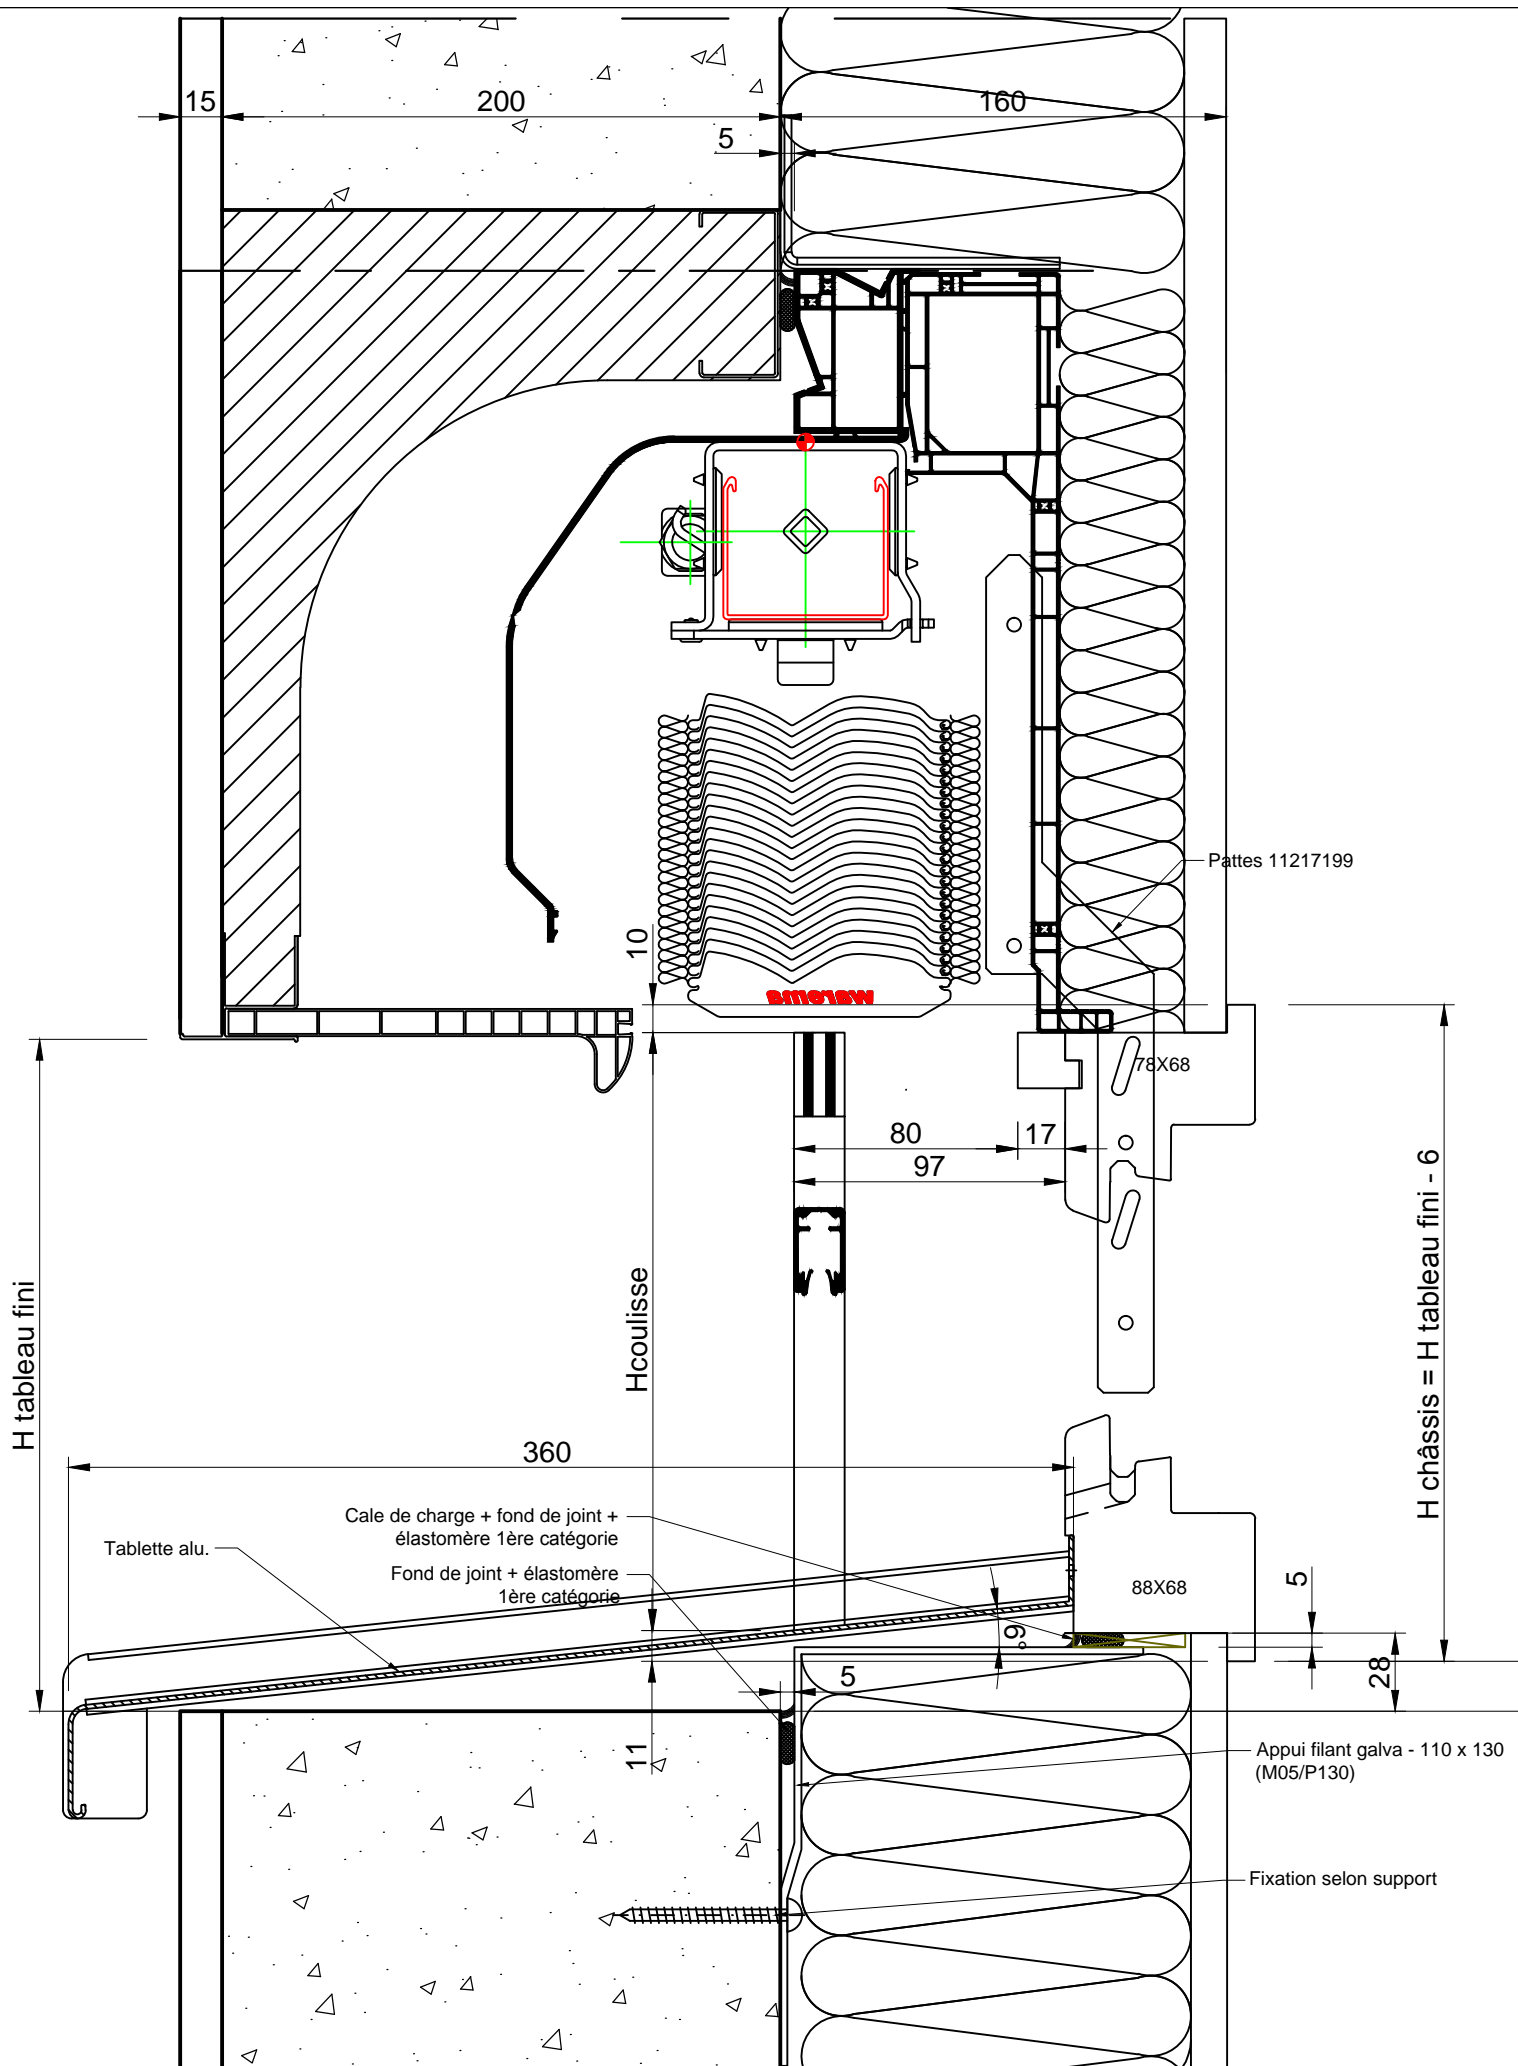 15
200
160
5
Pattes 11217199
10
warema
78X68
80
17
97
H tableau fini
Hcoulisse
H châssis = H tableau fini - 6
360
Cale de charge + fond de joint +
élastomère 1ère catégorie
Tablette alu.
Fond de joint + élastomère
1ère catégorie
88X68
5
6°
28
5
11
Appui filant galva - 110 x 130
(M05/P130)
Fixation selon support